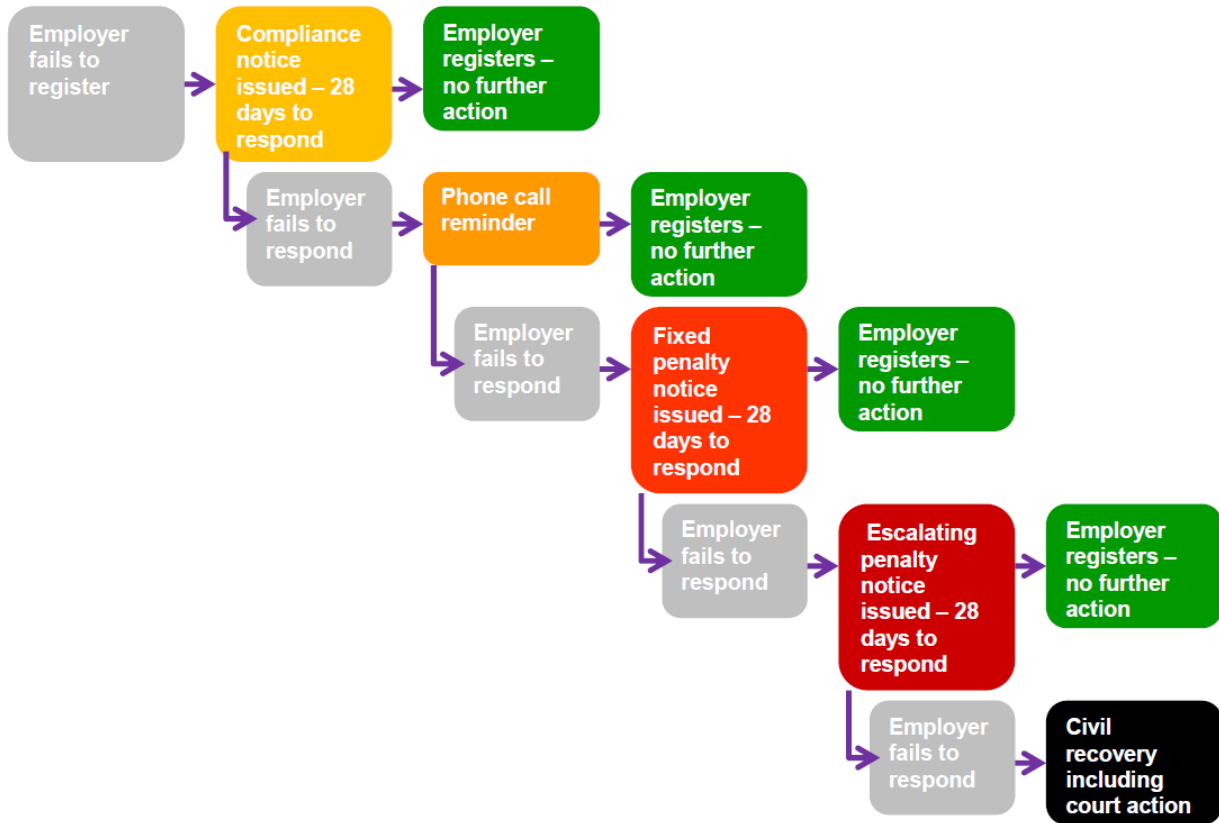 Employer
fails to
register
Compliance
notice
issued – 28
days to
respond
Employer
registers –
no further
action
Employer
fails to
respond
Phone call
reminder
Employer
registers –
no further
action
Employer
fails to
respond
Fixed
penalty
notice
issued – 28
days to
respond
Employer
registers –
no further
action
Employer
fails to
respond
Escalating
penalty
notice
issued – 28
days to
respond
Employer
registers –
no further
action
Employer
fails to
respond
Civil
recovery
including
court action